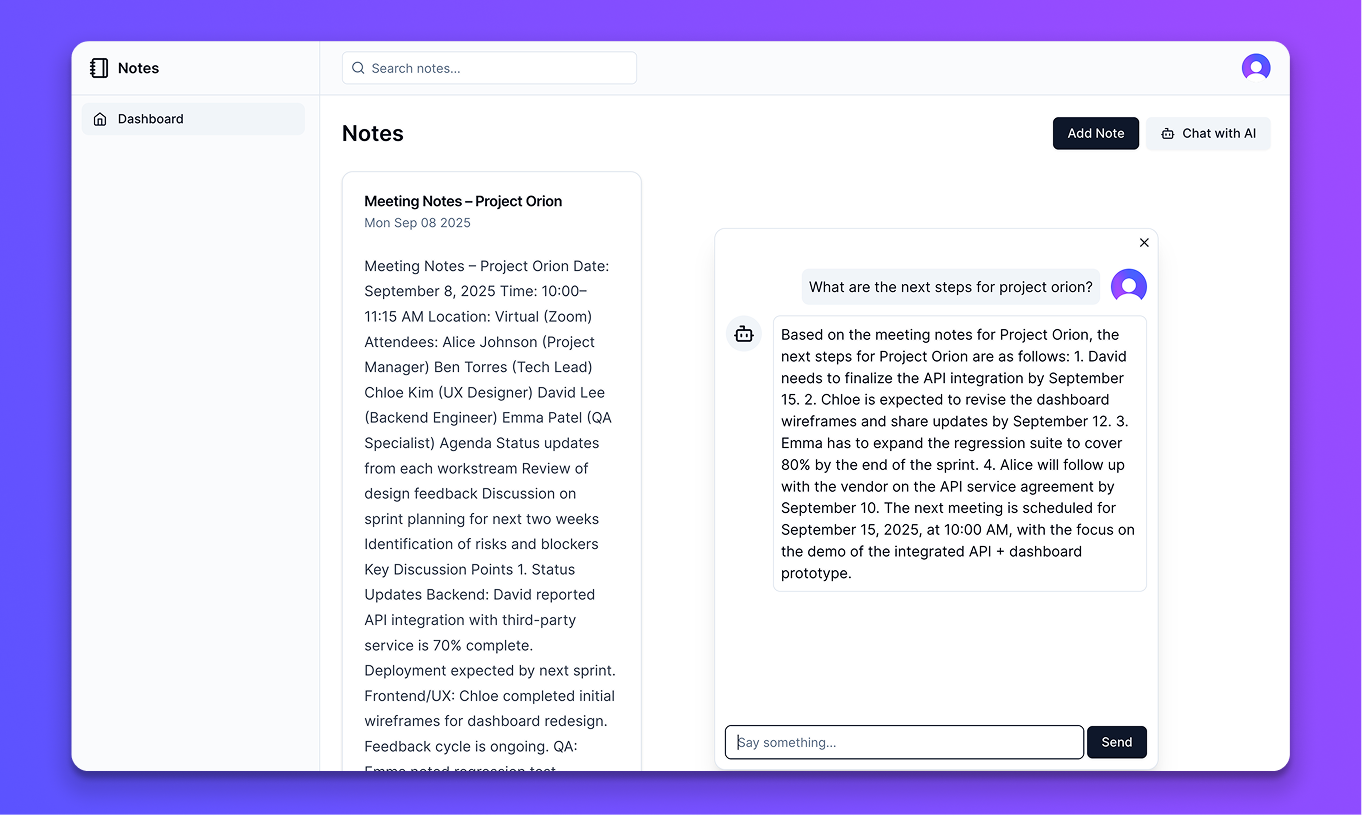 Notes
Search notes...
Dashboard
Notes
Add Note
Chat with AI
Meeting Notes – Project Orion
Mon Sep 08 2025
Meeting Notes – Project Orion Date:
September 8, 2025 Time: 10:00–
11:15 AM Location: Virtual (Zoom)
Attendees: Alice Johnson (Project
Manager) Ben Torres (Tech Lead)
Chloe Kim (UX Designer) David Lee
(Backend Engineer) Emma Patel (QA
Specialist) Agenda Status updates
from each workstream Review of
design feedback Discussion on
sprint planning for next two weeks
Identification of risks and blockers
Key Discussion Points 1. Status
Updates Backend: David reported
API integration with third-party
service is 70% complete.
Deployment expected by next sprint.
Frontend/UX: Chloe completed initial
wireframes for dashboard redesign.
Feedback cycle is ongoing. QA:
Emma noted regression test
What are the next steps for project orion?
Based on the meeting notes for Project Orion, the
next steps for Project Orion are as follows: 1. David
needs to finalize the API integration by September
15. 2. Chloe is expected to revise the dashboard
wireframes and share updates by September 12. 3.
Emma has to expand the regression suite to cover
80% by the end of the sprint. 4. Alice will follow up
with the vendor on the API service agreement by
September 10. The next meeting is scheduled for
September 15, 2025, at 10:00 AM, with the focus on
the demo of the integrated API + dashboard
prototype.
Say something...
Send